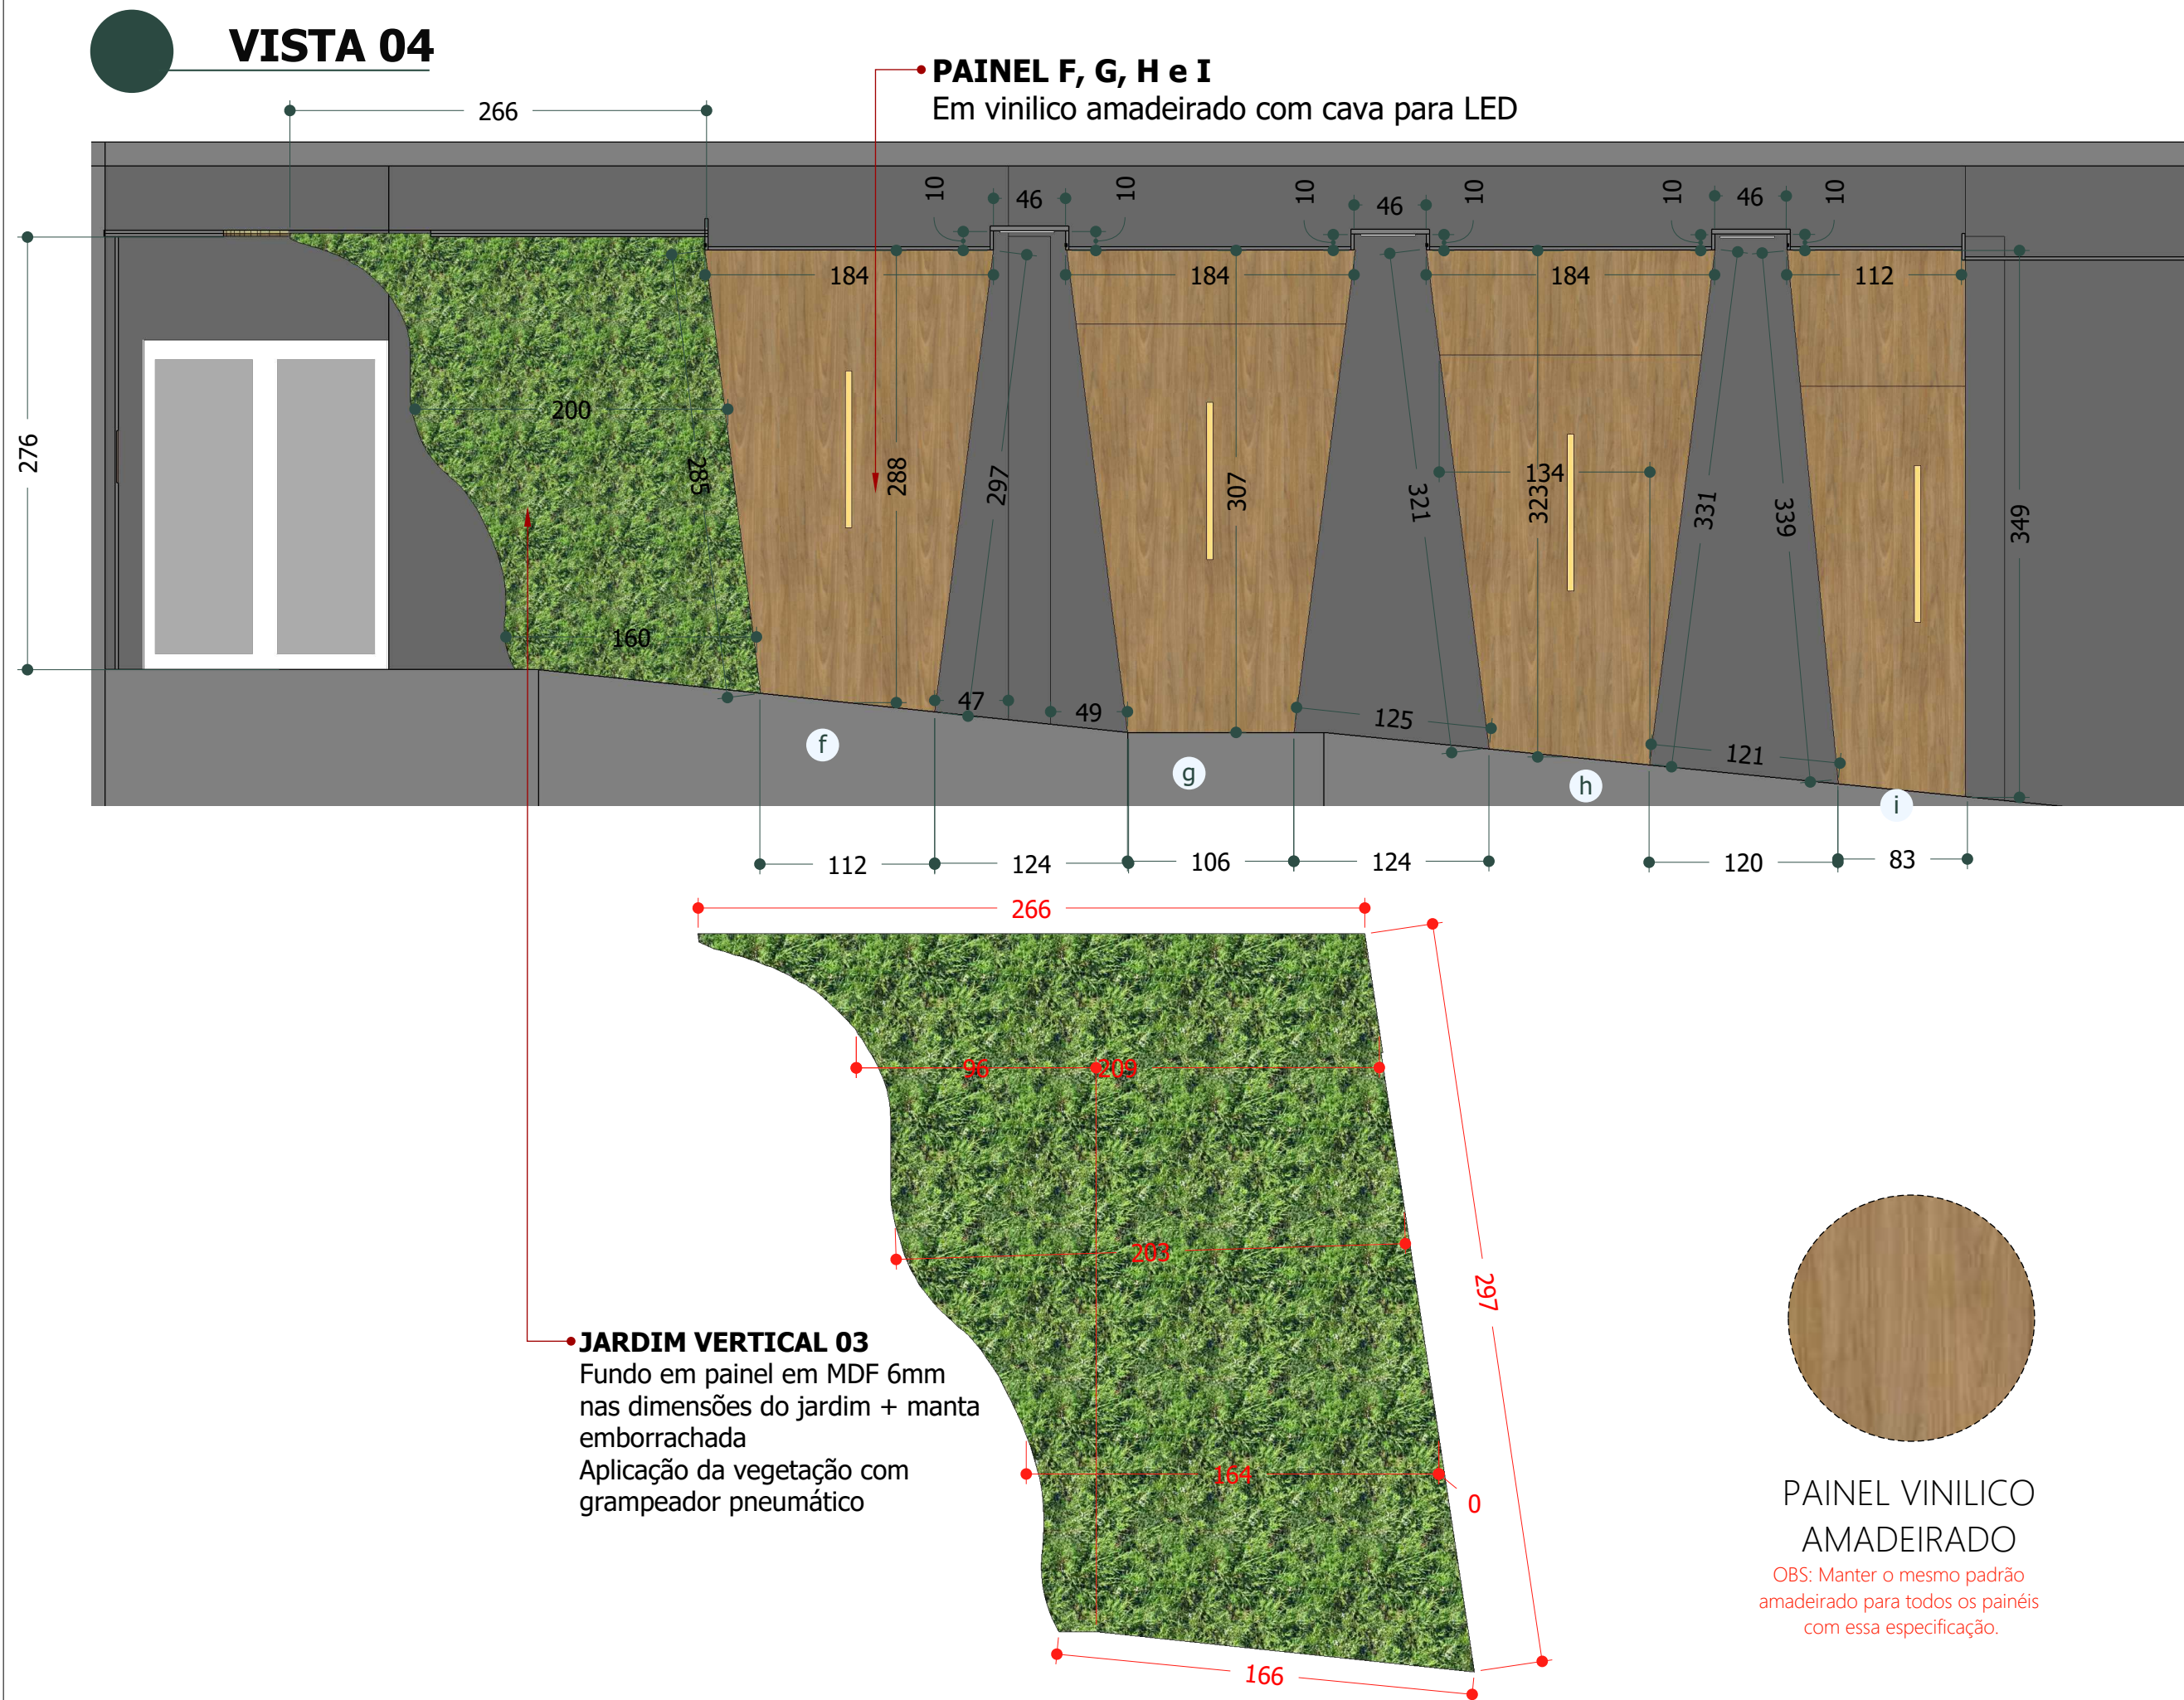 VISTA 04
PAINEL F, G, H e I
Em vinilico amadeirado com cava para LED
266
10 46 10 10 46 10 10 46 10
184 184 184 112
276
200
285
288
297
307
321
134
323
331
339
349
160
47 49 125 121
f g h i
112 124 106 124 120 83
266
96 209
203
297
164
0
166
JARDIM VERTICAL 03
Fundo em painel em MDF 6mm
nas dimensões do jardim + manta
emborrachada
Aplicação da vegetação com
grampeador pneumático
PAINEL VINILICO
AMADEIRADO
OBS: Manter o mesmo padrão
amadeirado para todos os painéis
com essa especificação.